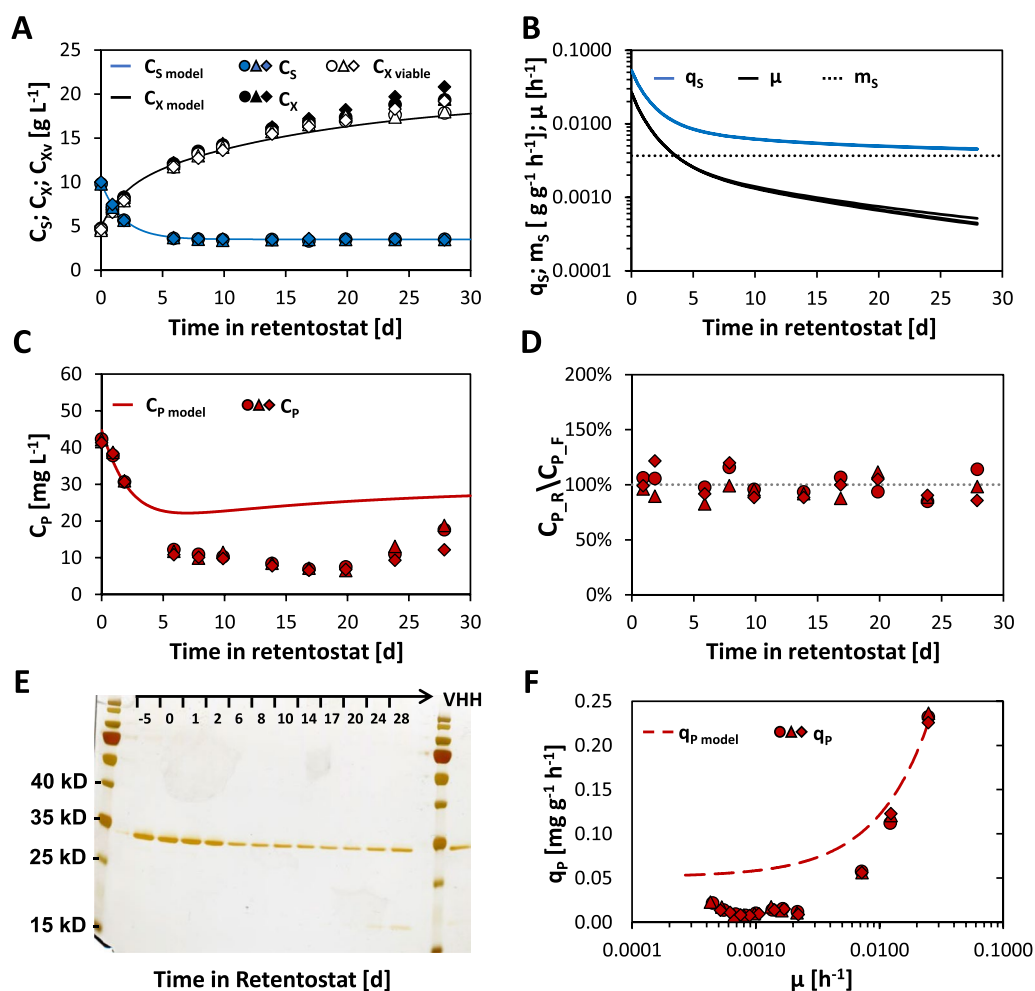 A
25
20
15
10
5
0
0 5 10 15 20 25 30
C_S; C_X; C_Xv [g L⁻¹]
C_S model C_S C_X viable
C_X model C_X
Time in retentostat [d]
B
0.1000
0.0100
0.0010
0.0001
0 5 10 15 20 25 30
q_S; m_S [ g g⁻¹ h⁻¹]; µ [h⁻¹]
q_S µ m_S
Time in retentostat [d]
C
60
50
40
30
20
10
0
0 5 10 15 20 25 30
C_P [mg L⁻¹]
C_P model C_P
Time in retentostat [d]
D
200%
150%
100%
50%
0%
0 5 10 15 20 25 30
C_P_R\C_P_F
Time in retentostat [d]
E
VHH
-5 0 1 2 6 8 10 14 17 20 24 28
40 kD
35 kD
25 kD
15 kD
Time in Retentostat [d]
F
0.25
0.20
0.15
0.10
0.05
0.00
0.0001 0.0010 0.0100 0.1000
q_P [mg g⁻¹ h⁻¹]
q_P model q_P
µ [h⁻¹]